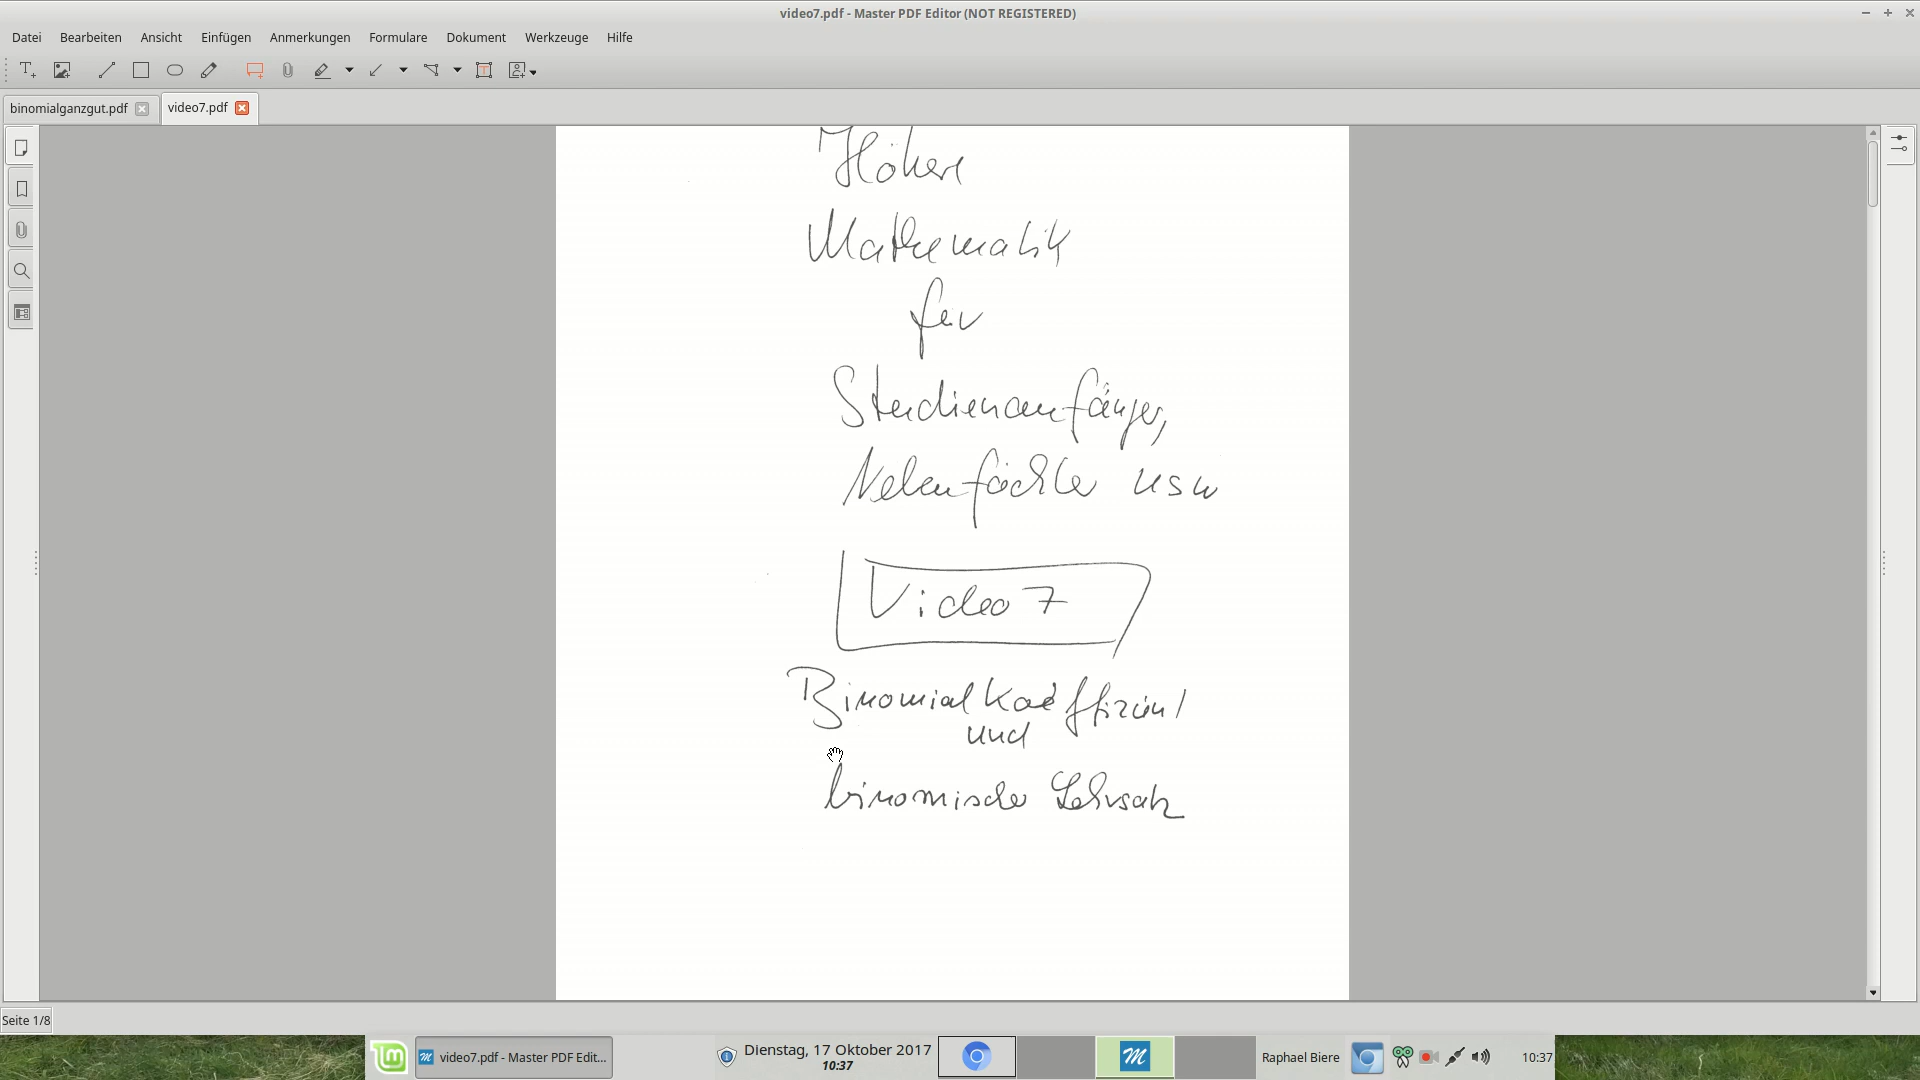 video7.pdf - Master PDF Editor (NOT REGISTERED)
Datei Bearbeiten Ansicht Einfügen Anmerkungen Formulare Dokument Werkzeuge Hilfe
binomialganzgut.pdf video7.pdf
Höhere
Mathematik
für
Studienanfänger,
Nebenfächler usw
Video 7
Binomialkoeffizient
und
binomische Lehrsatz
Seite 1/8
video7.pdf - Master PDF Edit... Dienstag, 17 Oktober 2017 Raphael Biere 10:37
10:37